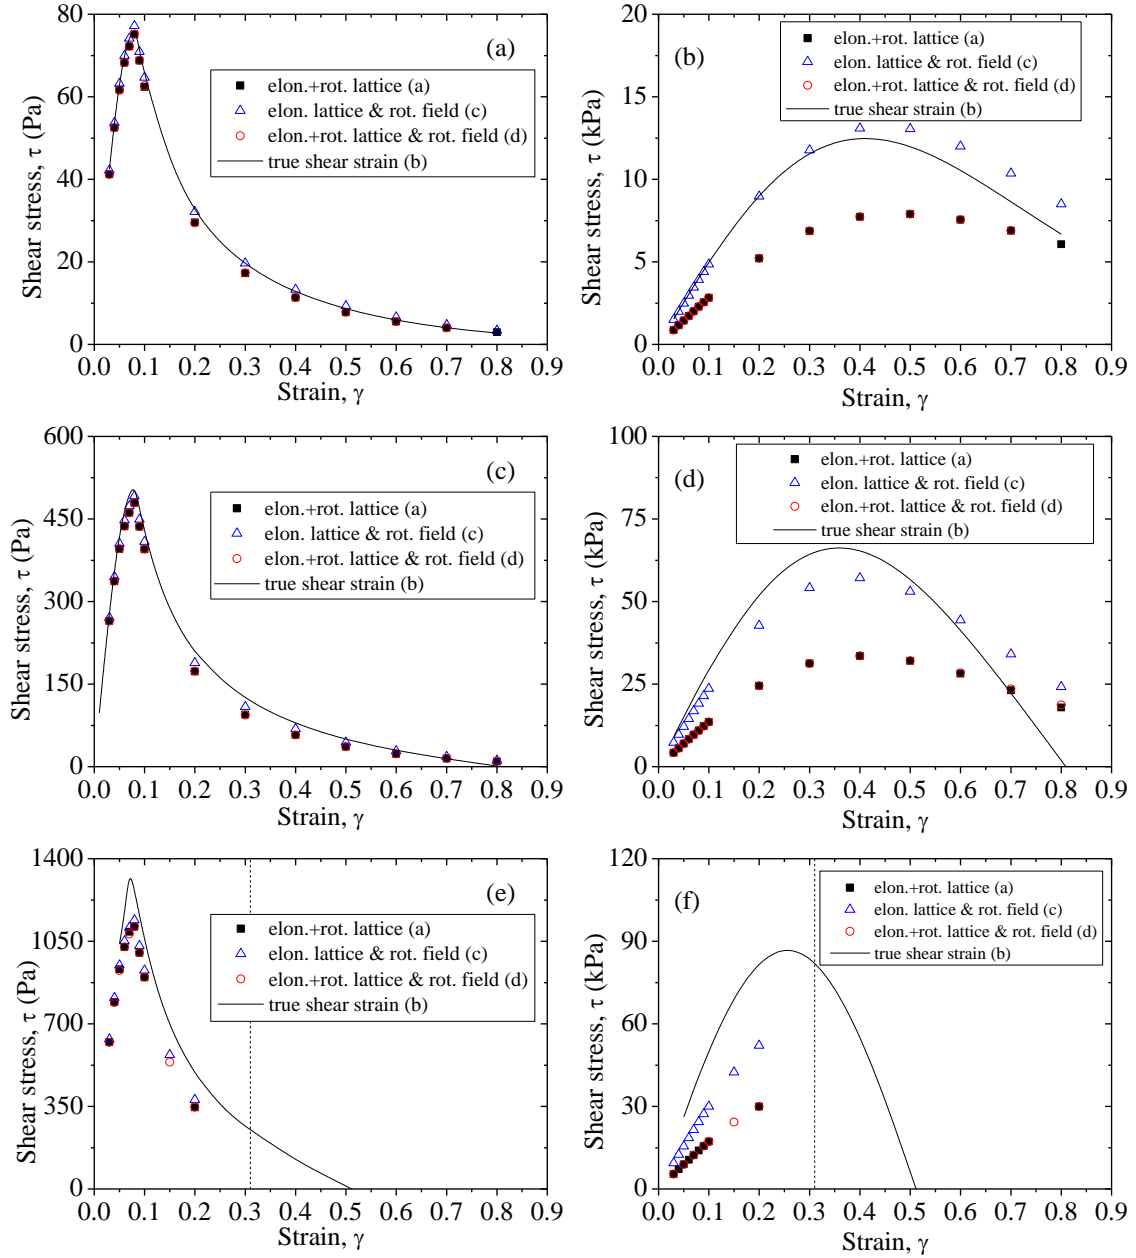 80
60
40
20
0
Shear stress, τ (Pa)
(a)
elon.+rot. lattice (a)
elon. lattice & rot. field (c)
elon.+rot. lattice & rot. field (d)
true shear strain (b)
0.0 0.1 0.2 0.3 0.4 0.5 0.6 0.7 0.8 0.9
Strain, γ
20
15
10
5
0
Shear stress, τ (kPa)
(b)
elon.+rot. lattice (a)
elon. lattice & rot. field (c)
elon.+rot. lattice & rot. field (d)
true shear strain (b)
0.0 0.1 0.2 0.3 0.4 0.5 0.6 0.7 0.8 0.9
Strain, γ
600
450
300
150
0
Shear stress, τ (Pa)
(c)
elon.+rot. lattice (a)
elon. lattice & rot. field (c)
elon.+rot. lattice & rot. field (d)
true shear strain (b)
0.0 0.1 0.2 0.3 0.4 0.5 0.6 0.7 0.8 0.9
Strain, γ
100
75
50
25
0
Shear stress, τ (kPa)
(d)
elon.+rot. lattice (a)
elon. lattice & rot. field (c)
elon.+rot. lattice & rot. field (d)
true shear strain (b)
0.0 0.1 0.2 0.3 0.4 0.5 0.6 0.7 0.8 0.9
Strain, γ
1400
1050
700
350
0
Shear stress, τ (Pa)
(e)
elon.+rot. lattice (a)
elon. lattice & rot. field (c)
elon.+rot. lattice & rot. field (d)
true shear strain (b)
0.0 0.1 0.2 0.3 0.4 0.5 0.6 0.7 0.8 0.9
Strain, γ
120
90
60
30
0
Shear stress, τ (kPa)
(f)
elon.+rot. lattice (a)
elon. lattice & rot. field (c)
elon.+rot. lattice & rot. field (d)
true shear strain (b)
0.0 0.1 0.2 0.3 0.4 0.5 0.6 0.7 0.8 0.9
Strain, γ